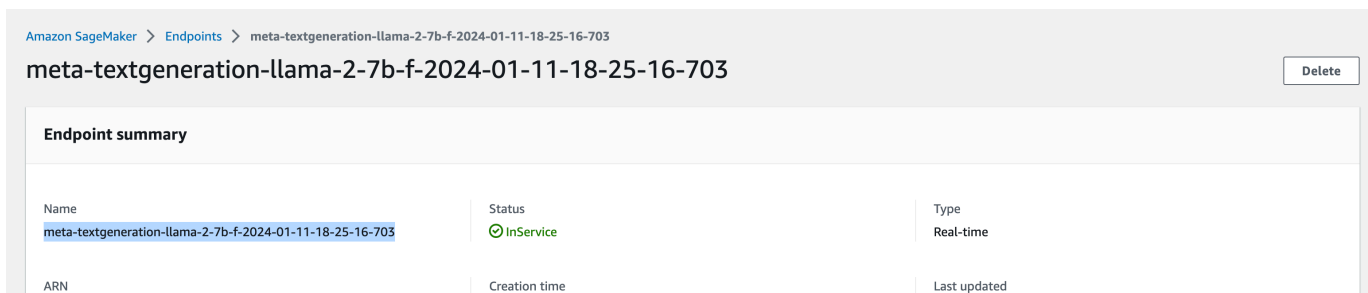 Amazon SageMaker > Endpoints > meta-textgeneration-llama-2-7b-f-2024-01-11-18-25-16-703
meta-textgeneration-llama-2-7b-f-2024-01-11-18-25-16-703
Delete
Endpoint summary
Name
meta-textgeneration-llama-2-7b-f-2024-01-11-18-25-16-703
Status
InService
Type
Real-time
ARN
Creation time
Last updated